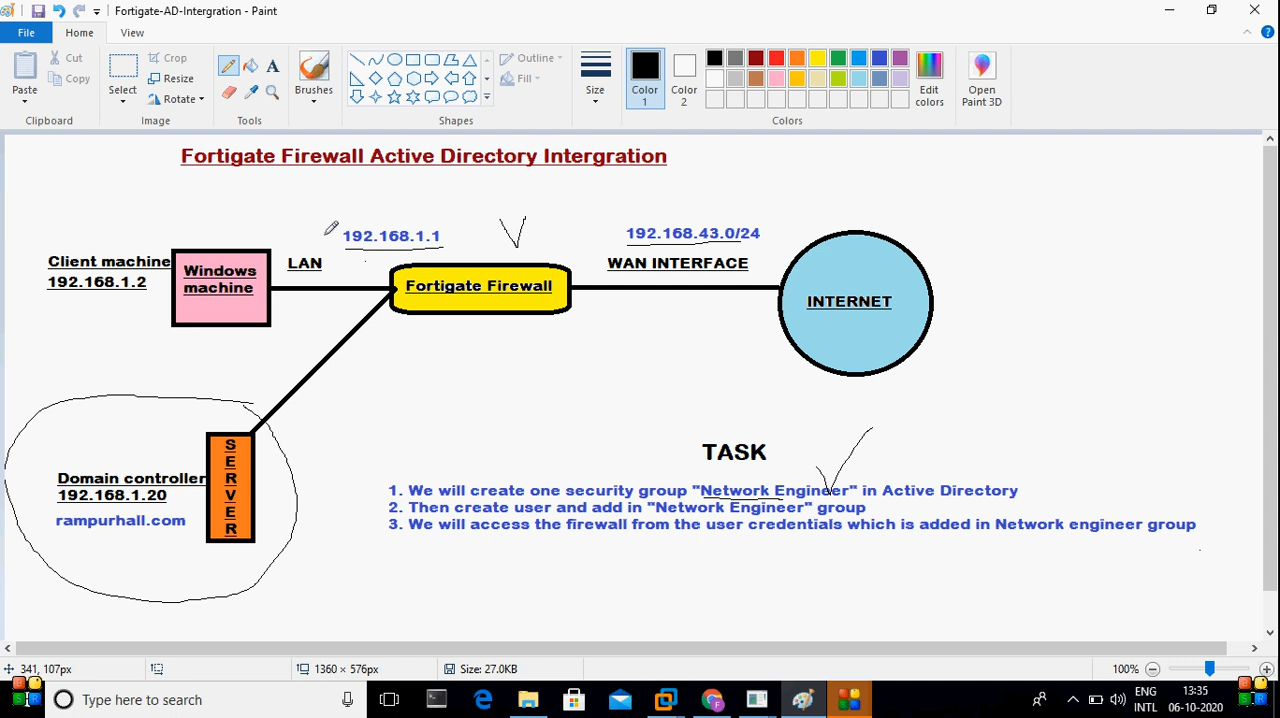 Fortigate-AD-Intergration - Paint
File Home View
Paste
Cut
Copy
Clipboard
Select
Crop
Resize
Rotate
Image
A
Tools
Brushes
Shapes
Outline
Fill
Size
Color 1
Color 2
Colors
Edit colors
Open Paint 3D
Fortigate Firewall Active Directory Intergration
192.168.1.1
192.168.43.0/24
Client machine
192.168.1.2
Windows machine
LAN
Fortigate Firewall
WAN INTERFACE
INTERNET
Domain controller
192.168.1.20
rampurhall.com
SERVER
TASK
1. We will create one security group "Network Engineer" in Active Directory
2. Then create user and add in "Network Engineer" group
3. We will access the firewall from the user credentials which is added in Network engineer group
341, 107px
1360 × 576px
Size: 27.0KB
100%
Type here to search
ENG
INTL
13:35
06-10-2020